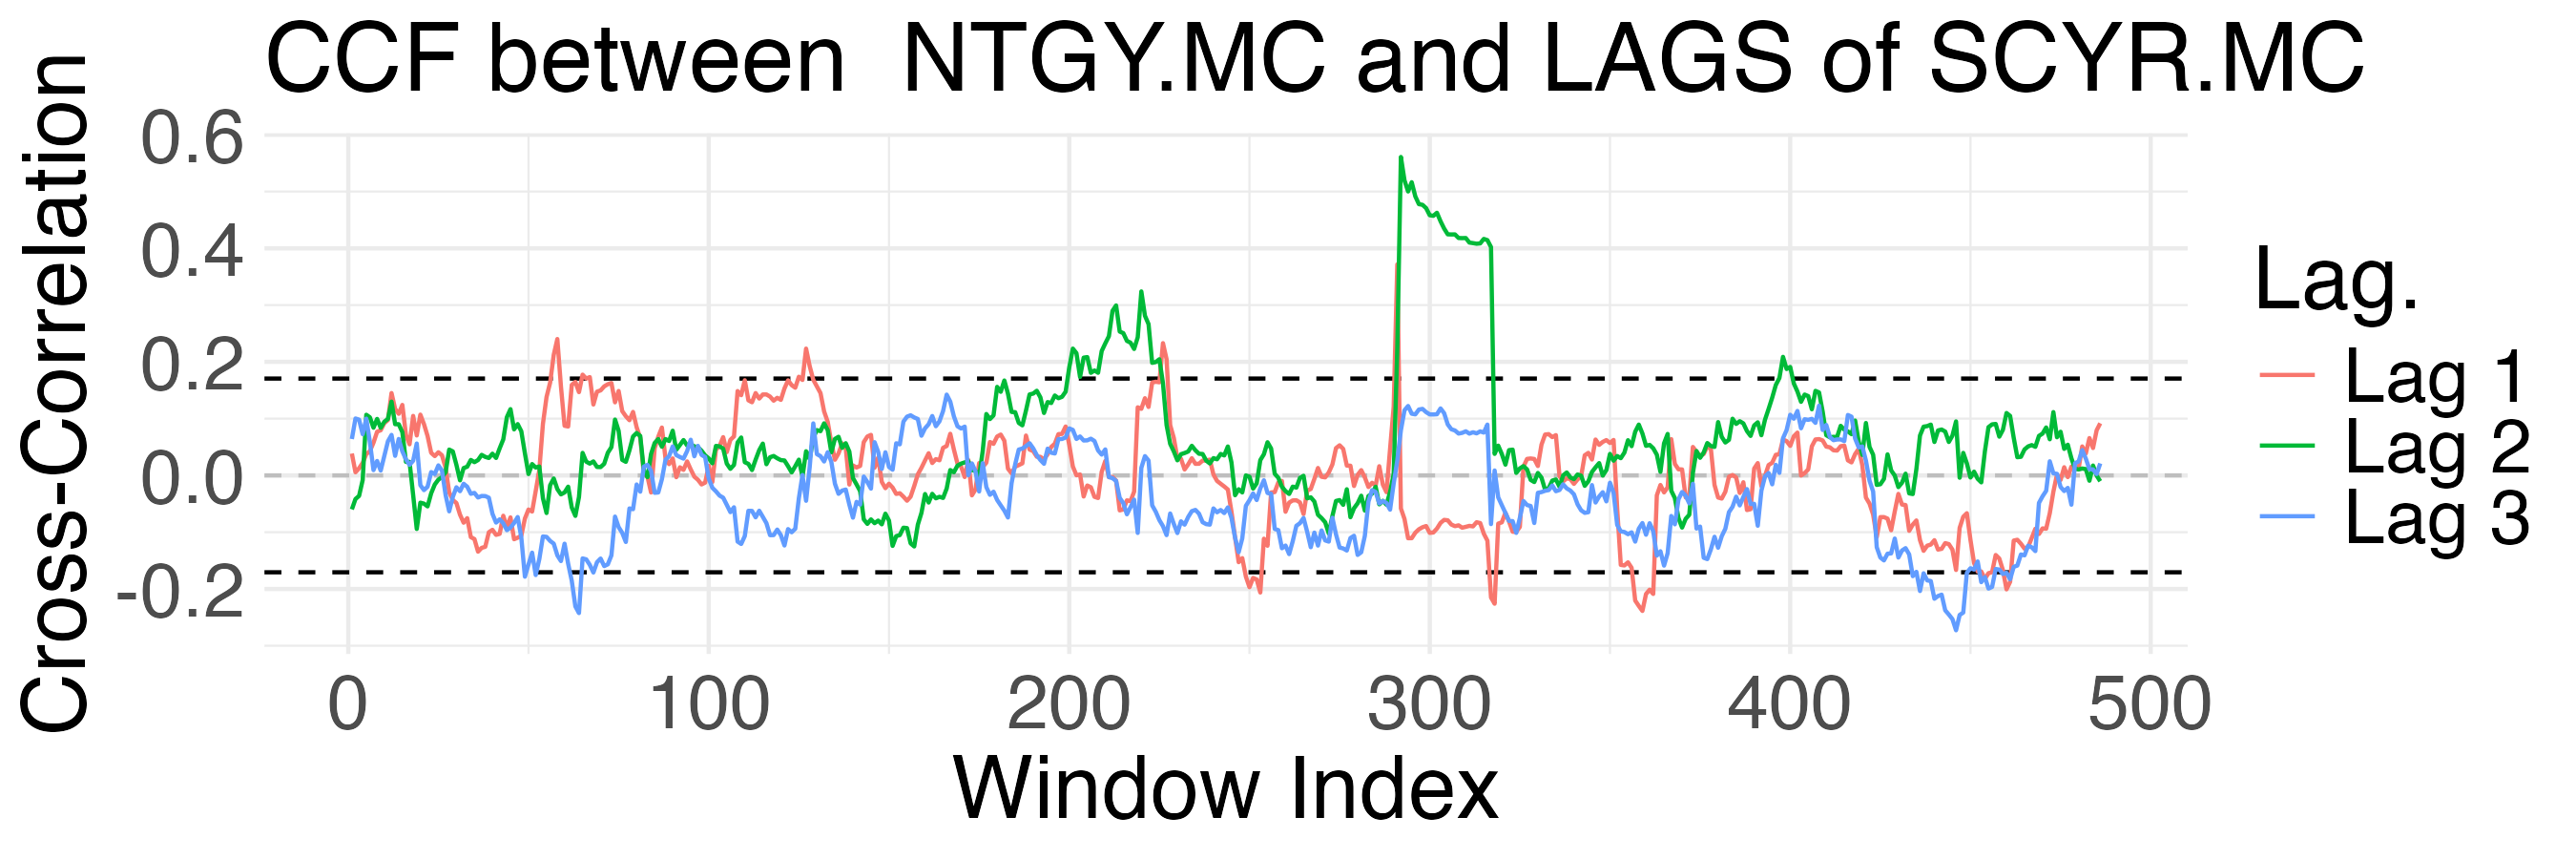 CCF between  NTGY.MC and LAGS of SCYR.MC
Cross-Correlation
0.6
0.4
0.2
0.0
-0.2
0 100 200 300 400 500
Window Index
Lag.
Lag 1
Lag 2
Lag 3